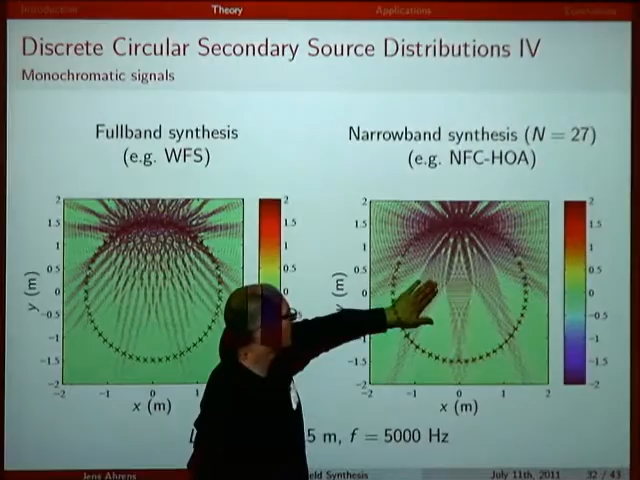 Introduction Theory Applications
Discrete Circular Secondary Source Distributions IV
Monochromatic signals
Fullband synthesis
(e.g. WFS)
Narrowband synthesis (N = 27)
(e.g. NFC-HOA)
2
1.5
1
0.5
0
−0.5
−1
−1.5
−2
y (m)
−2 −1 0 1
x (m)
2
1.5
1
0.5
0
2
1.5
1
0.5
0
−1
−1.5
−2
y (m)
−2 −1 0 1 2
x (m)
2
1.5
1
0.5
0
−0.5
−1
−1.5
−2
5 m, f = 5000 Hz
Jens Ahrens eld Synthesis July 11th, 2011 32 / 43